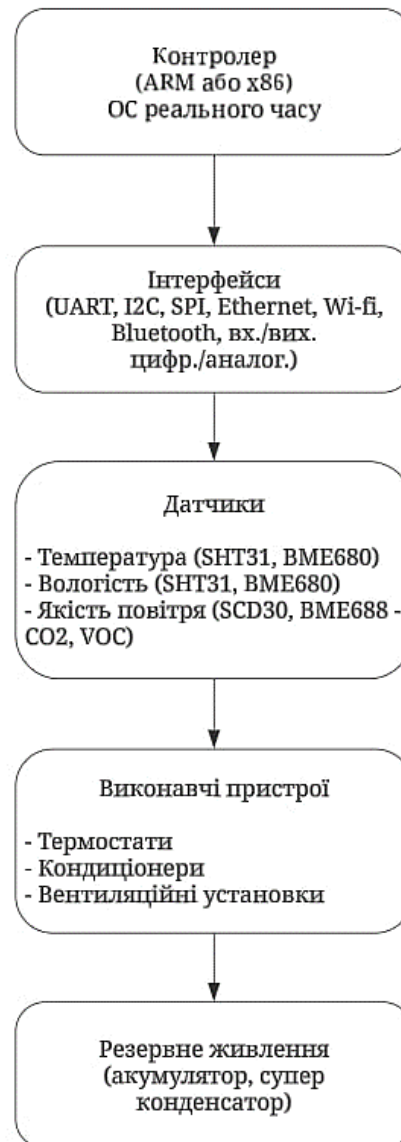 Контролер
(ARM або x86)
ОС реального часу
Інтерфейси
(UART, I2C, SPI, Ethernet, Wi-fi,
Bluetooth, вх./вих.
цифр./аналог.)
Датчики
- Температура (SHT31, BME680)
- Вологість (SHT31, BME680)
- Якість повітря (SCD30, BME688 -
CO2, VOC)
Виконавчі пристрої
- Термостати
- Кондиціонери
- Вентиляційні установки
Резервне живлення
(акумулятор, супер
конденсатор)